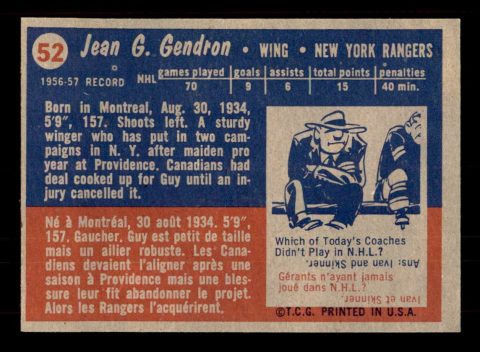 52 Jean G. Gendron • WING • NEW YORK RANGERS
1956-57 RECORD NHL games played 70 goals 9 assists 6 total points 15 penalties 40 min.
Born in Montreal, Aug. 30, 1934,
5'9", 157. Shoots left. A sturdy
winger who has put in two cam-
paigns in N. Y. after maiden pro
year at Providence. Canadians had
deal cooked up for Guy until an in-
jury cancelled it.
Né à Montréal, 30 août 1934. 5'9",
157, Gaucher. Guy est petit de taille
mais un ailier robuste. Les Cana-
diens devaient l'aligner après une
saison à Providence mais une bles-
sure leur fit abandonner le projet.
Alors les Rangers l'acquérirent.
Which of Today's Coaches
Didn't Play in N.H.L.?
Ans: Ivan and Skinner
Gérants n'ayant jamais
joué dans N.H.L.?
Ivan et Skinner
©T.C.G. PRINTED IN U.S.A.